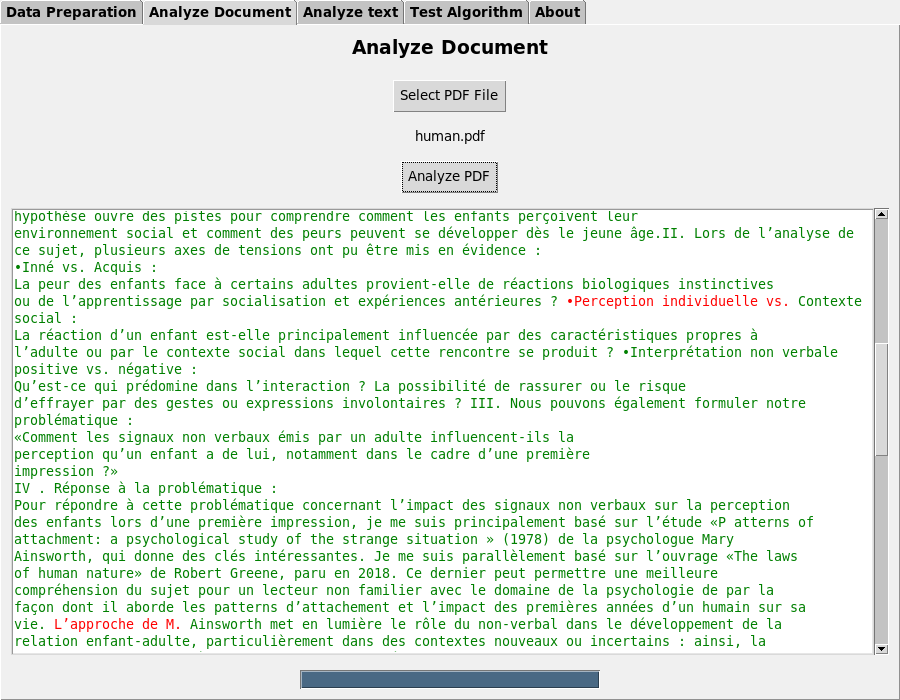 Data Preparation Analyze Document Analyze text Test Algorithm About
Analyze Document
Select PDF File
human.pdf
Analyze PDF
hypothèse ouvre des pistes pour comprendre comment les enfants perçoivent leur
environnement social et comment des peurs peuvent se développer dès le jeune âge.II. Lors de l’analyse de
ce sujet, plusieurs axes de tensions ont pu être mis en évidence :
•Inné vs. Acquis :
La peur des enfants face à certains adultes provient-elle de réactions biologiques instinctives
ou de l’apprentissage par socialisation et expériences antérieures ? •Perception individuelle vs. Contexte
social :
La réaction d’un enfant est-elle principalement influencée par des caractéristiques propres à
l’adulte ou par le contexte social dans lequel cette rencontre se produit ? •Interprétation non verbale
positive vs. négative :
Qu’est-ce qui prédomine dans l’interaction ? La possibilité de rassurer ou le risque
d’effrayer par des gestes ou expressions involontaires ? III. Nous pouvons également formuler notre
problématique :
«Comment les signaux non verbaux émis par un adulte influencent-ils la
perception qu’un enfant a de lui, notamment dans le cadre d’une première
impression ?»
IV . Réponse à la problématique :
Pour répondre à cette problématique concernant l’impact des signaux non verbaux sur la perception
des enfants lors d’une première impression, je me suis principalement basé sur l’étude «P atterns of
attachment: a psychological study of the strange situation » (1978) de la psychologue Mary
Ainsworth, qui donne des clés intéressantes. Je me suis parallèlement basé sur l’ouvrage «The laws
of human nature» de Robert Greene, paru en 2018. Ce dernier peut permettre une meilleure
compréhension du sujet pour un lecteur non familier avec le domaine de la psychologie de par la
façon dont il aborde les patterns d’attachement et l’impact des premières années d’un humain sur sa
vie. L’approche de M. Ainsworth met en lumière le rôle du non-verbal dans le développement de la
relation enfant-adulte, particulièrement dans des contextes nouveaux ou incertains : ainsi, la